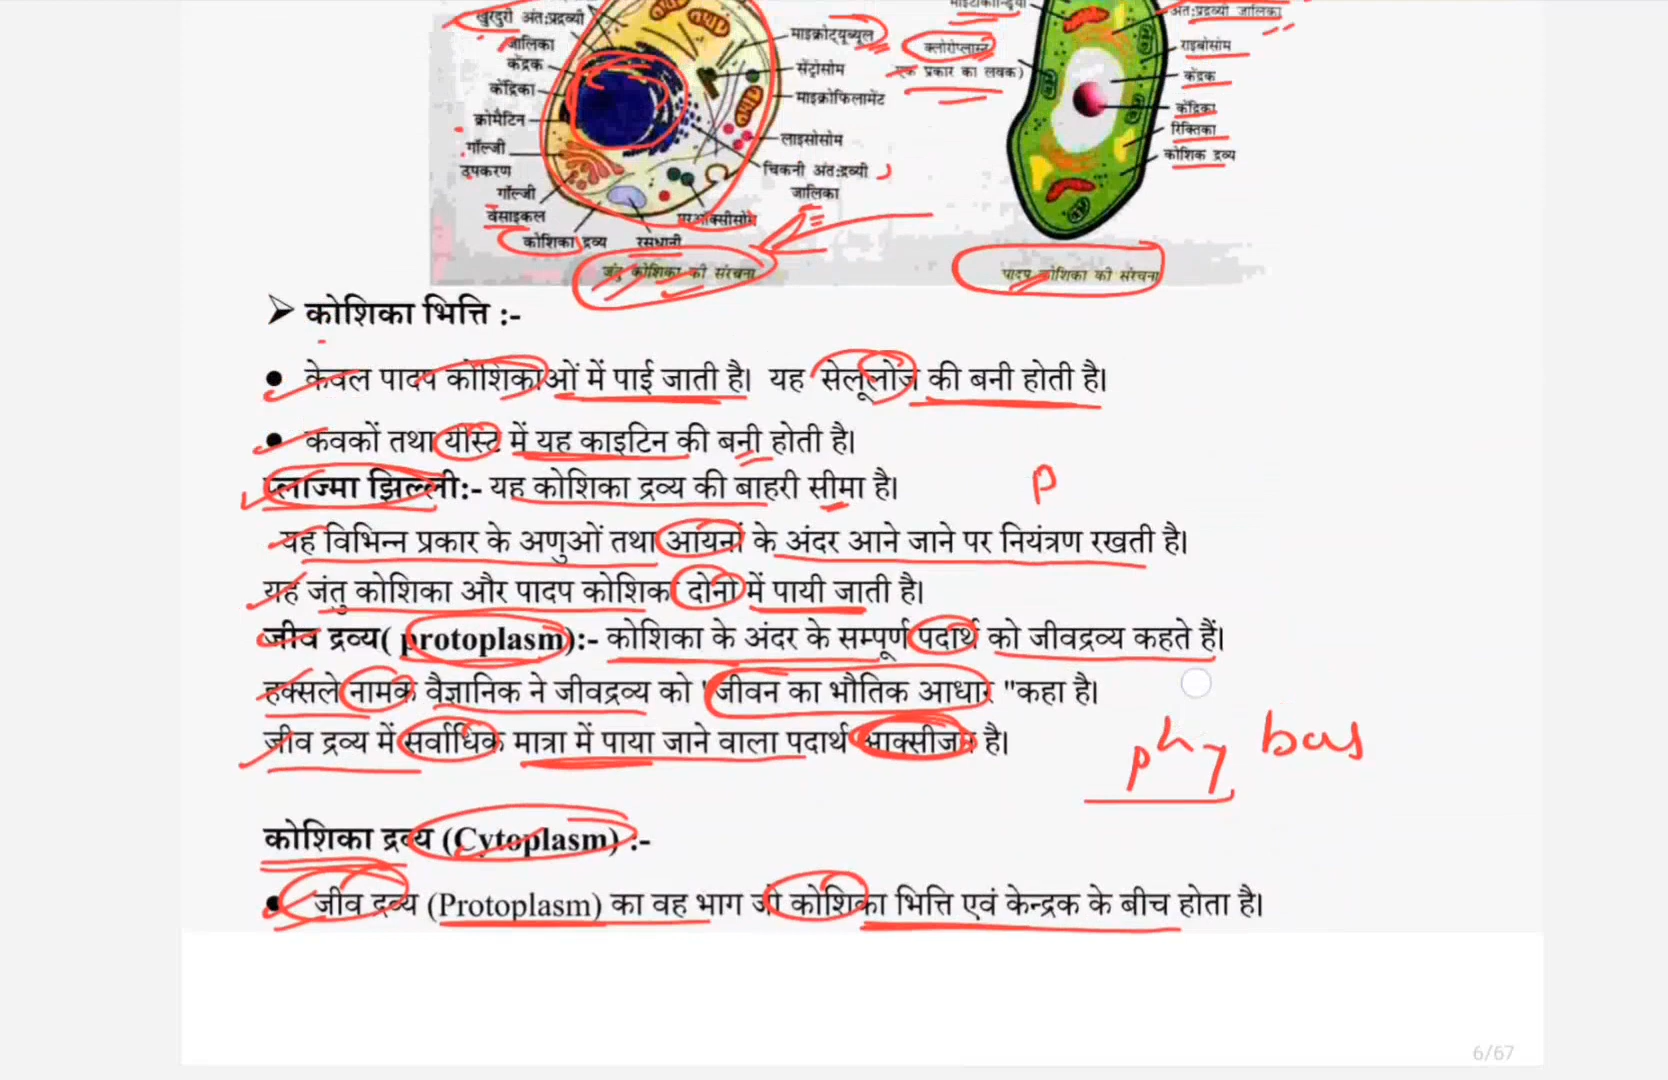 खुरदुरी अंत:प्रद्रव्यी
जालिका
केंद्रक
केंद्रिका
क्रोमैटिन
गॉल्जी
उपकरण
गॉल्जी
वेसाइकल
कोशिका द्रव्य
रसधानी
माइक्रोट्यूब्यूल
सेंट्रोसोम
माइक्रोफिलामेंट
लाइसोसोम
चिकनी अंत:द्रव्यी
जालिका
परऑक्सीसोम
जंतु कोशिका की संरचना
माइटोकॉन्ड्रिया
क्लोरोप्लास्ट
एक प्रकार का लवक)
अंत:प्रद्रव्यी जालिका
राइबोसोम
केंद्रक
केंद्रिका
रिक्तिका
कोशिक द्रव्य
पादप कोशिका की संरचना
➢ कोशिका भित्ति :-
● केवल पादप कोशिकाओं में पाई जाती है। यह सेलूलोज की बनी होती है।
● कवकों तथा यीस्ट में यह काइटिन की बनी होती है।
प्लाज्मा झिल्ली:- यह कोशिका द्रव्य की बाहरी सीमा है।
p
यह विभिन्न प्रकार के अणुओं तथा आयनों के अंदर आने जाने पर नियंत्रण रखती है।
यह जंतु कोशिका और पादप कोशिक दोनों में पायी जाती है।
जीव द्रव्य( protoplasm):- कोशिका के अंदर के सम्पूर्ण पदार्थ को जीवद्रव्य कहते हैं।
हक्सले नामक वैज्ञानिक ने जीवद्रव्य को "जीवन का भौतिक आधार "कहा है।
जीव द्रव्य में सर्वाधिक मात्रा में पाया जाने वाला पदार्थ आक्सीजन है।
phy bas
कोशिका द्रव्य (Cytoplasm) :-
● जीव द्रव्य (Protoplasm) का वह भाग जो कोशिका भित्ति एवं केन्द्रक के बीच होता है।
6/67